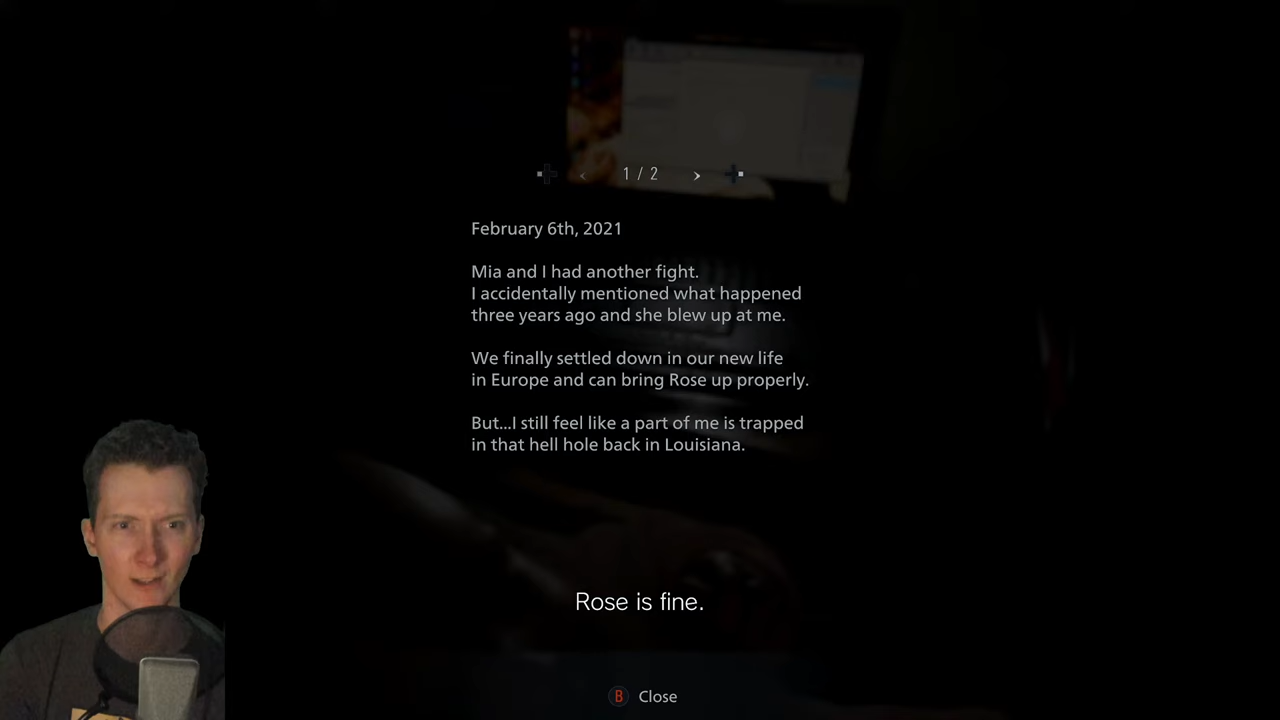 1 / 2
February 6th, 2021
Mia and I had another fight.
I accidentally mentioned what happened
three years ago and she blew up at me.
We finally settled down in our new life
in Europe and can bring Rose up properly.
But...I still feel like a part of me is trapped
in that hell hole back in Louisiana.
Rose is fine.
B Close